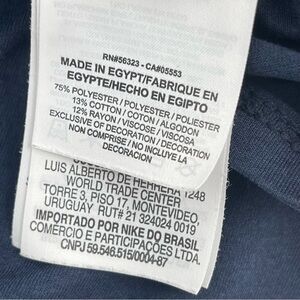 RN#56323 - CA#05553
MADE IN EGYPT/FABRIQUE EN
EGYPTE/HECHO EN EGIPTO
75% POLYESTER / POLYESTER / POLIESTER
13% COTTON / COTON / ALGODON
12% RAYON / VISCOSE / VISCOSA
EXCLUSIVE OF DECORATION / DECORATION
NON COMPRISE / NO INCLUYE LA
DECORACION
LUIS ALBERTO DE HERRERA 1248
WORLD TRADE CENTER
TORRE 3, PISO 17, MONTEVIDEO,
URUGUAY RUT# 21 324024 0019
IMPORTADO POR NIKE DO BRASIL
COMERCIO E PARTICIPAÇÕES LTDA.
CNPJ 59.546.515/0004-87